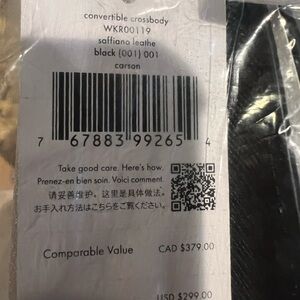 convertible crossbody
WKR00119
saffiano leathe
black (001) 001
carson
7 67883 99265 4
Take good care. Here's how.
Prenez-en bien soin. Voici comment.
请妥善维护。这里是具体做法。
お手入れ方法はこちらをご覧ください。
Comparable Value CAD $379.00
USD $299.00